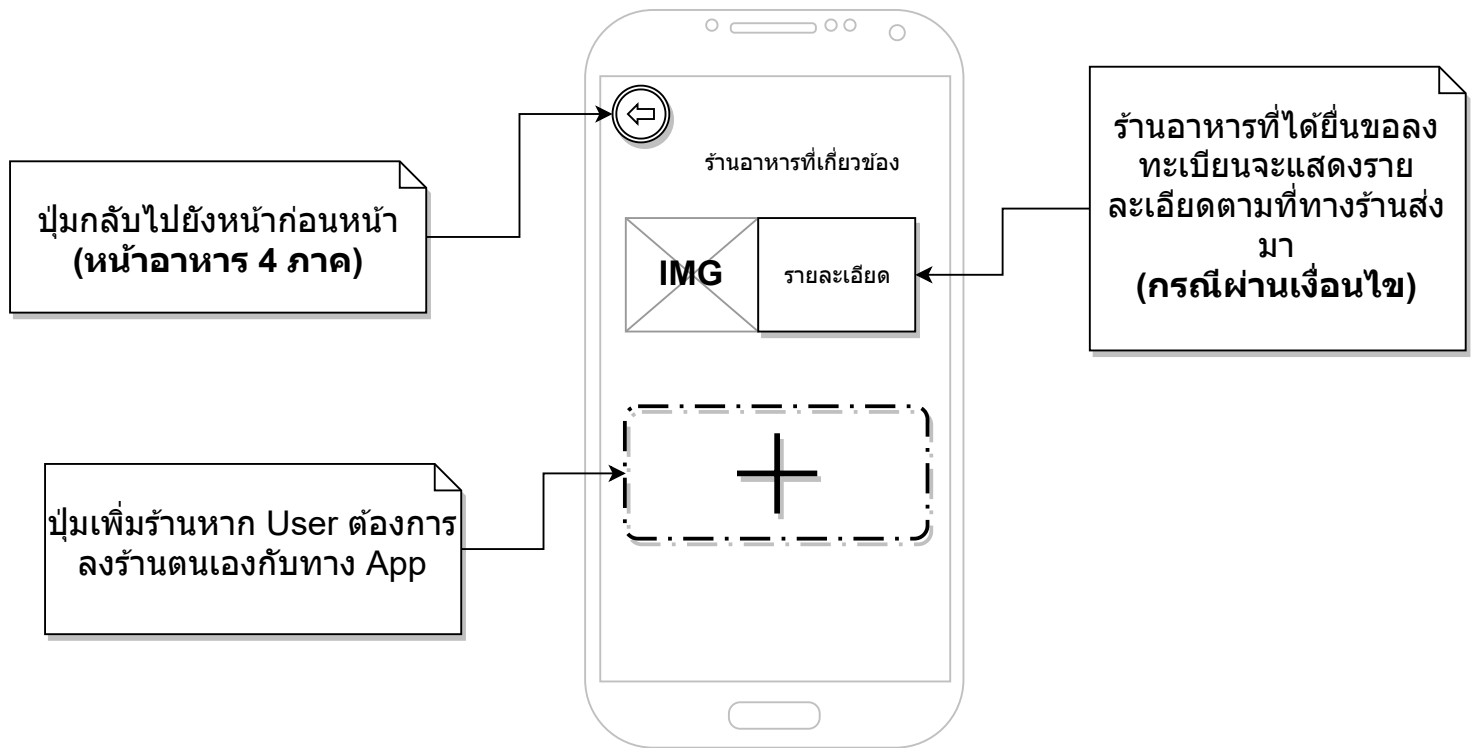 ร้านอาหารที่เกี่ยวข้อง
IMG
รายละเอียด
ปุ่มกลับไปยังหน้าก่อนหน้า
(หน้าอาหาร 4 ภาค)
ร้านอาหารที่ได้ยื่นขอลง
ทะเบียนจะแสดงราย
ละเอียดตามที่ทางร้านส่ง
มา
(กรณีผ่านเงื่อนไข)
ปุ่มเพิ่มร้านหาก User ต้องการ
ลงร้านตนเองกับทาง App